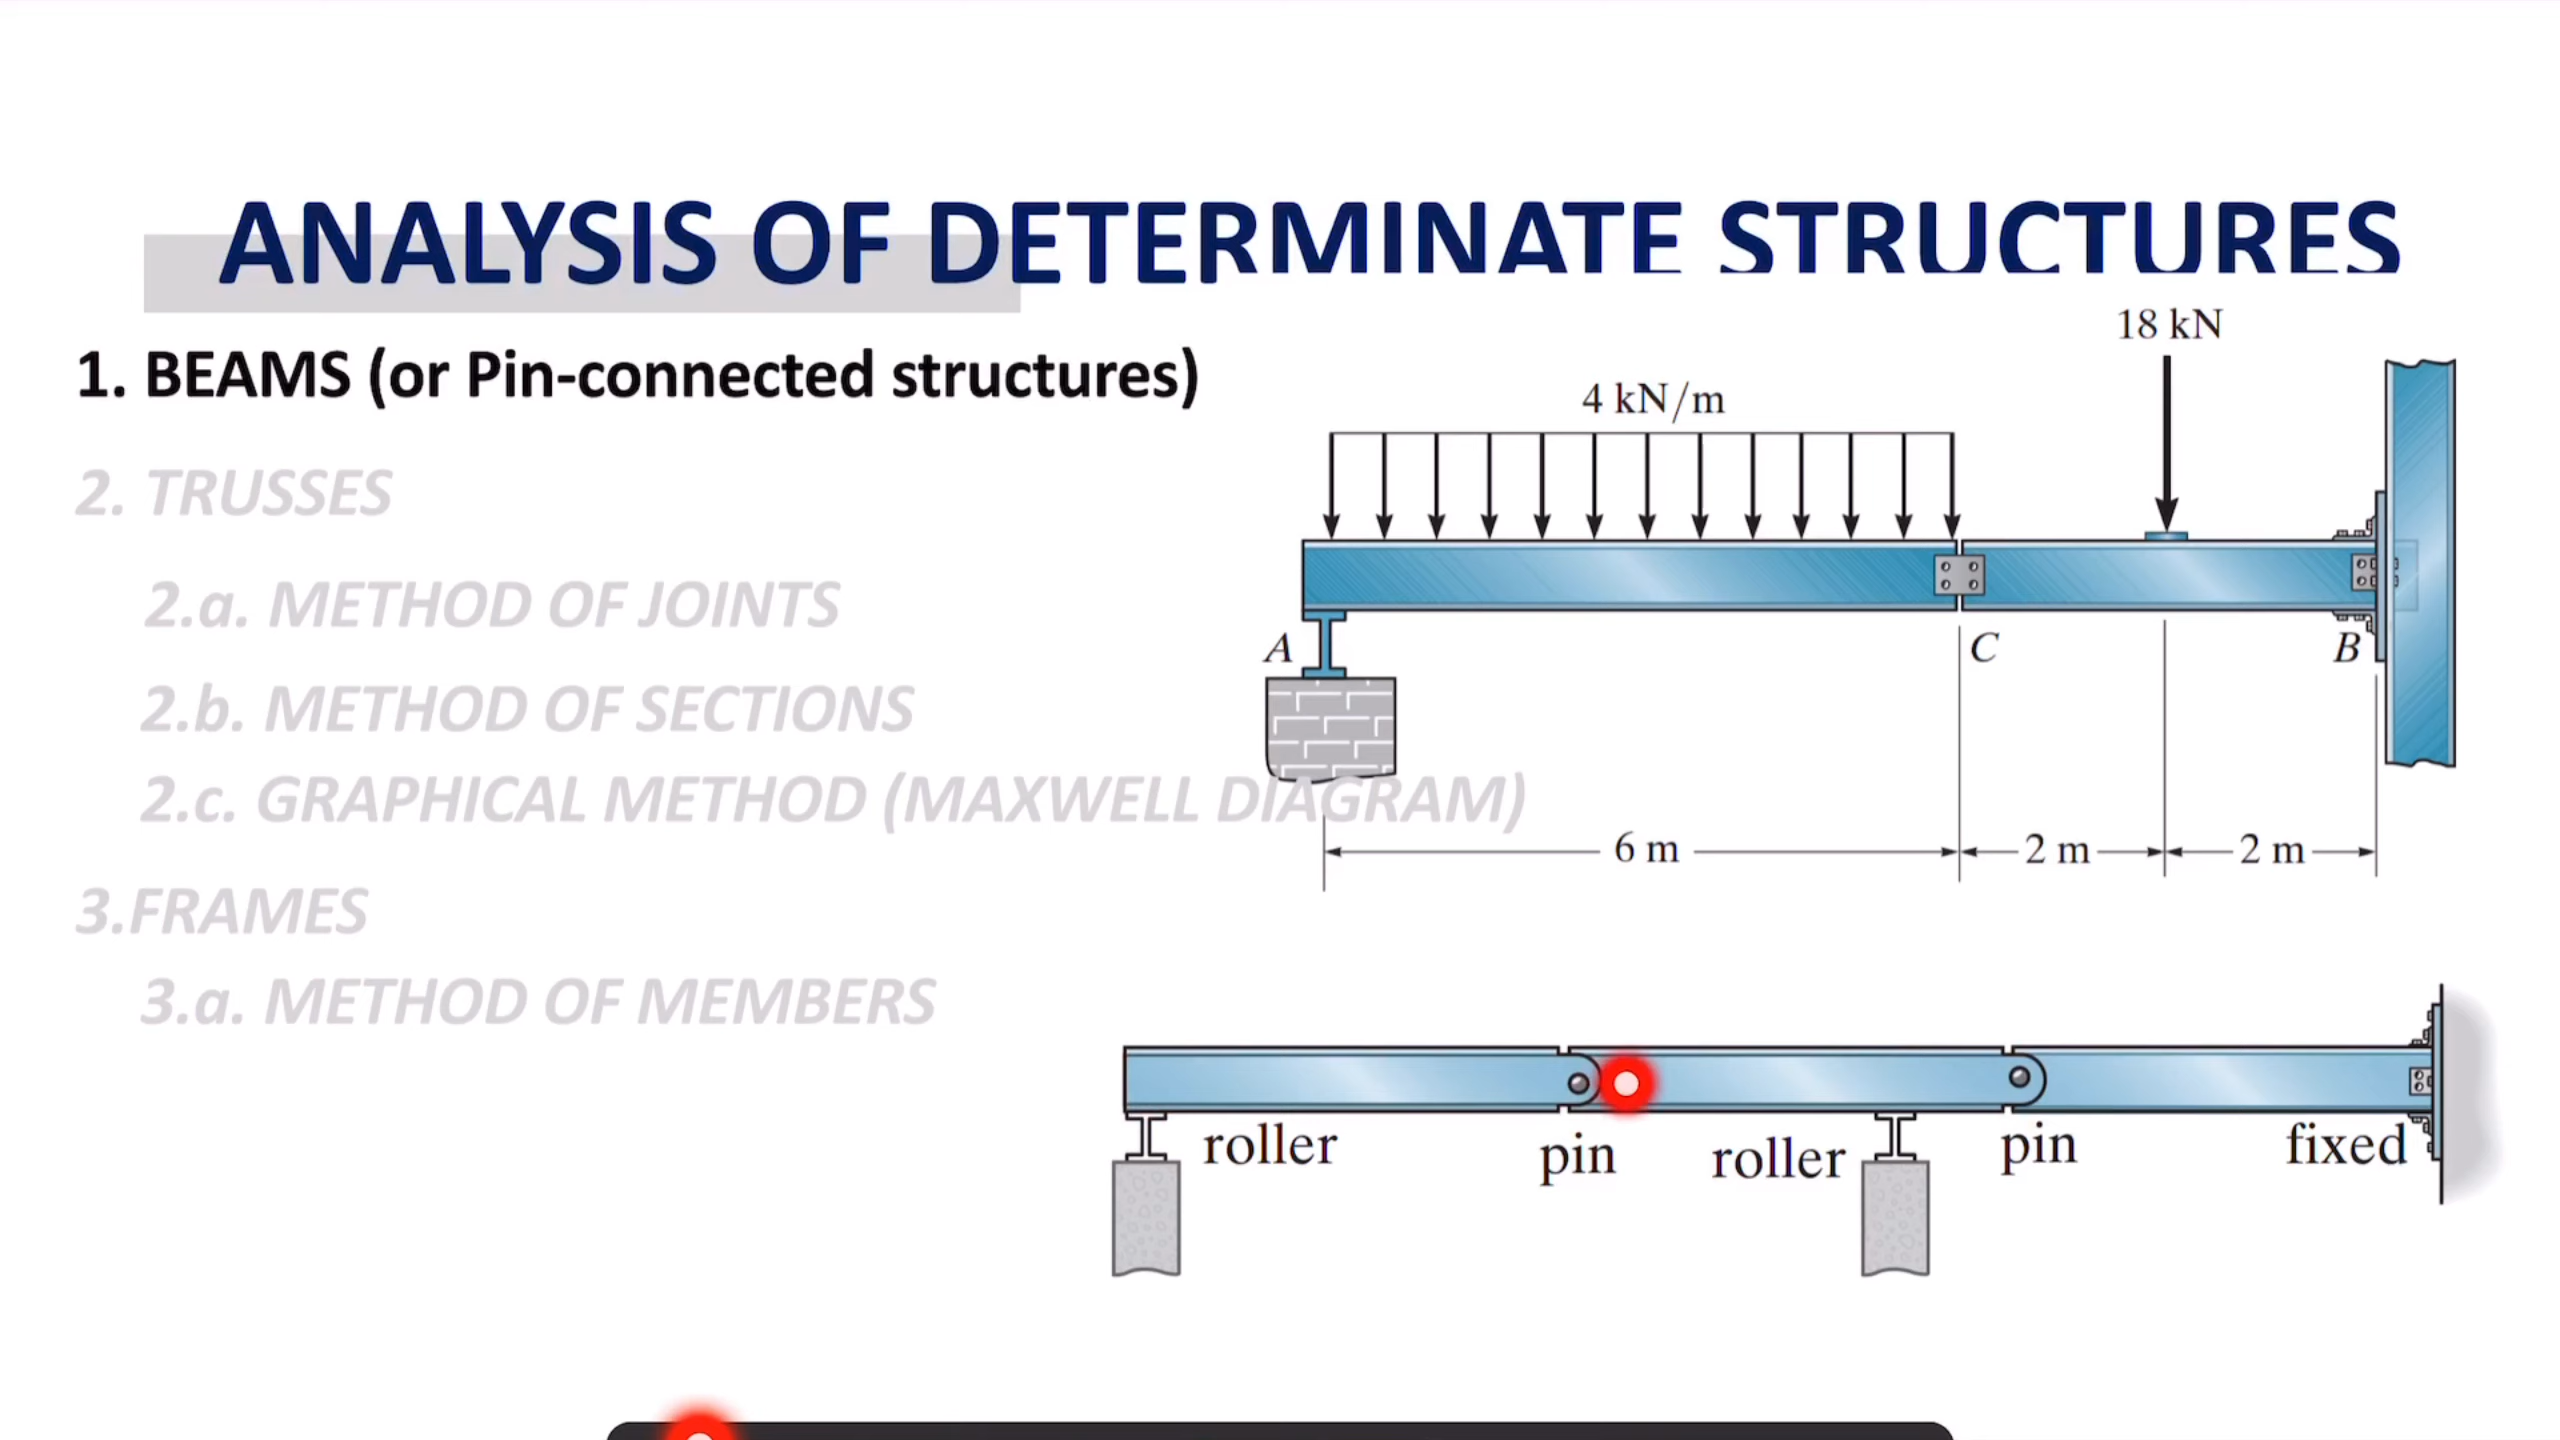 ANALYSIS OF DETERMINATE STRUCTURES
1. BEAMS (or Pin-connected structures)
2. TRUSSES
2.a. METHOD OF JOINTS
2.b. METHOD OF SECTIONS
2.c. GRAPHICAL METHOD (MAXWELL DIAGRAM)
3.FRAMES
3.a. METHOD OF MEMBERS
18 kN
4 kN/m
A
C
B
6 m
2 m
2 m
roller
pin
roller
pin
fixed